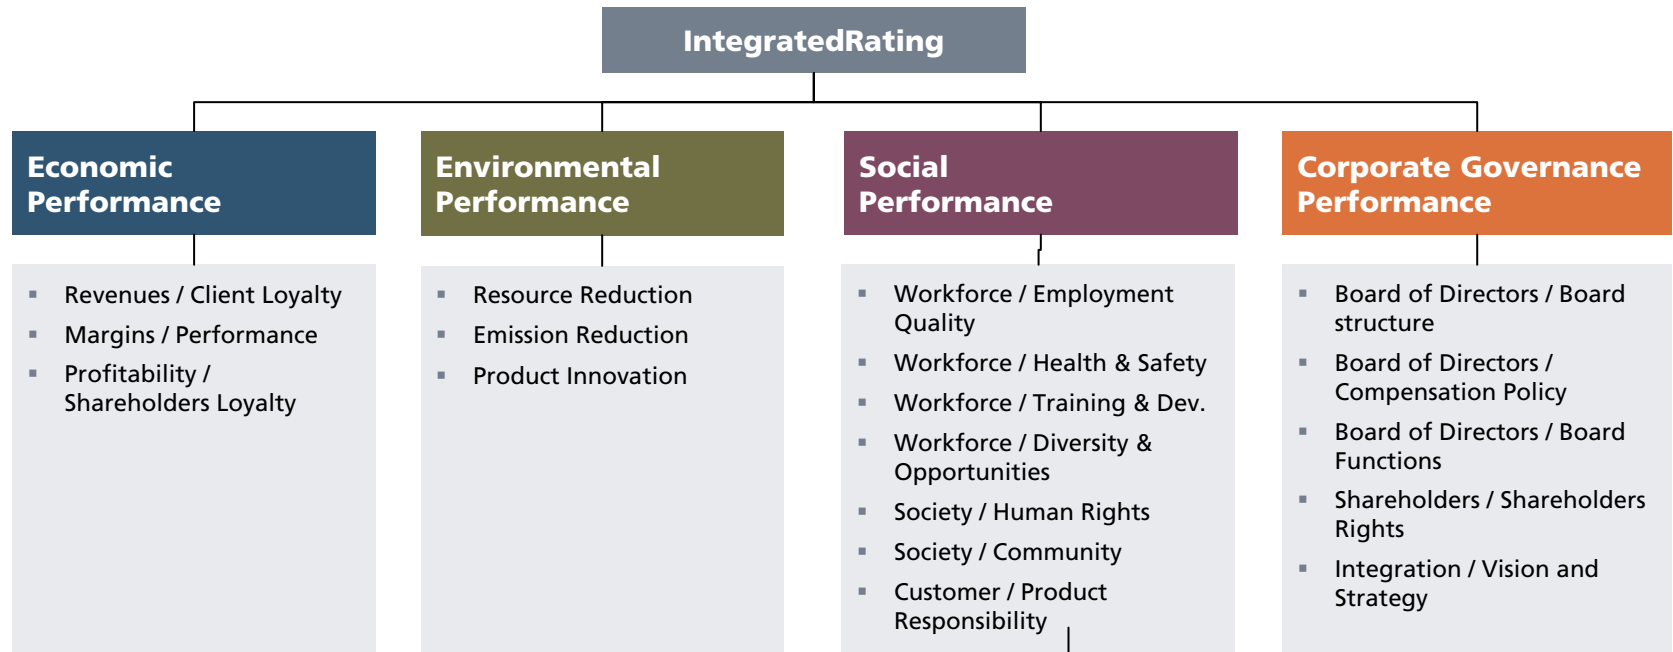 IntegratedRating
Economic
Performance
Revenues / Client Loyalty
Margins / Performance
Profitability /
Shareholders Loyalty
Environmental
Performance
Resource Reduction
Emission Reduction
Product Innovation
Social
Performance
Workforce / Employment
Quality
Workforce / Health & Safety
Workforce / Training & Dev.
Workforce / Diversity &
Opportunities
Society / Human Rights
Society / Community
Customer / Product
Responsibility
Corporate Governance
Performance
Board of Directors / Board
structure
Board of Directors /
Compensation Policy
Board of Directors / Board
Functions
Shareholders / Shareholders
Rights
Integration / Vision and
Strategy